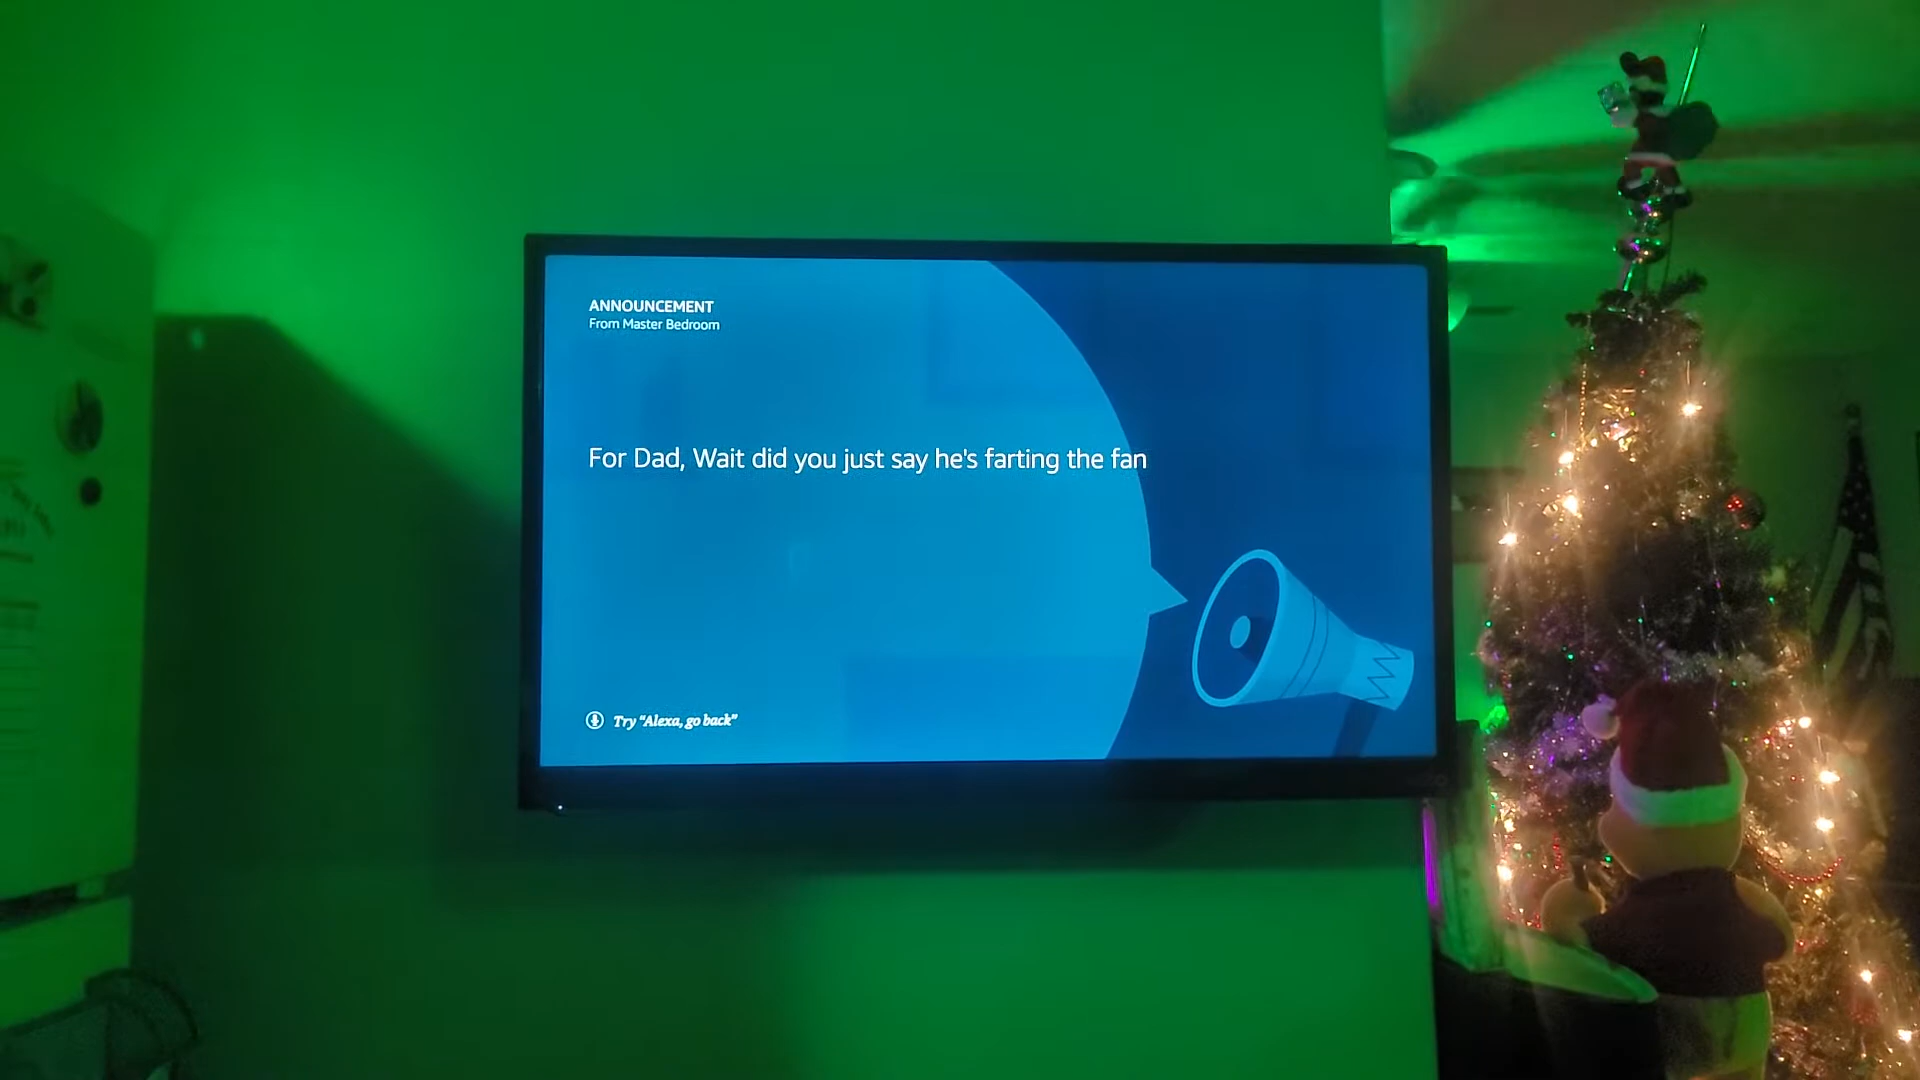 ANNOUNCEMENT
From Master Bedroom
For Dad, Wait did you just say he's farting the fan
Try "Alexa, go back"